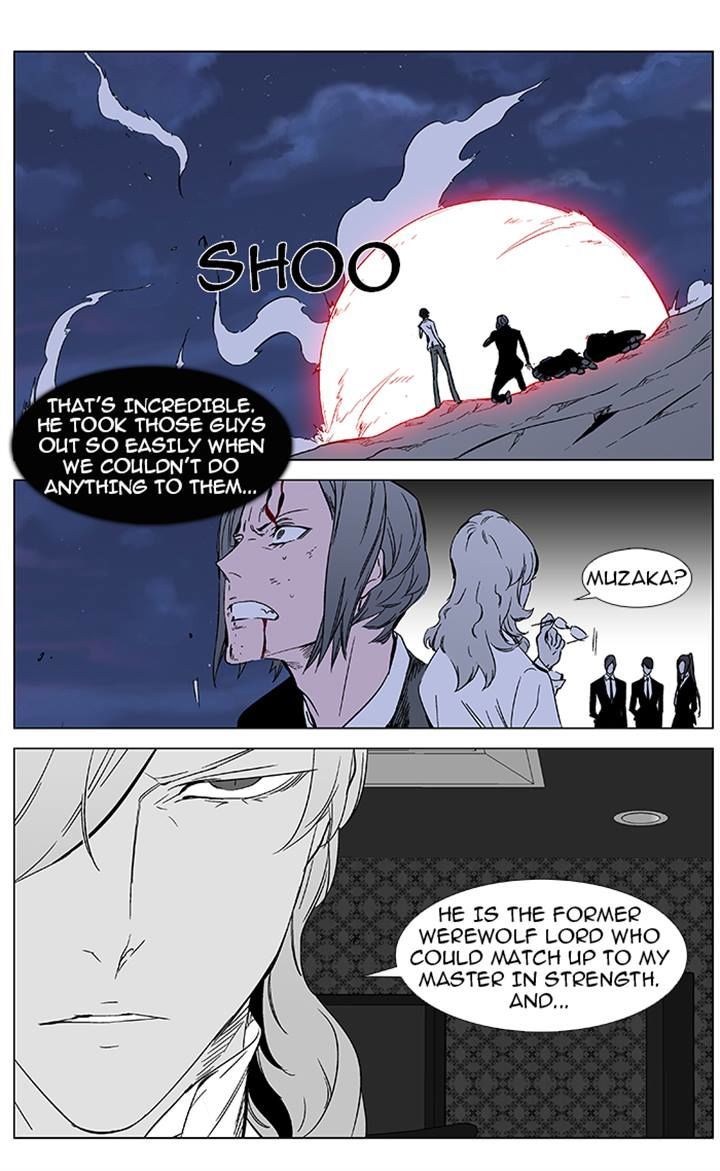 SHOO
THAT'S INCREDIBLE.
HE TOOK THOSE GUYS
OUT SO EASILY WHEN
WE COULDN'T DO
ANYTHING TO THEM...
MUZAKA?
HE IS THE FORMER
WEREWOLF LORD WHO
COULD MATCH UP TO MY
MASTER IN STRENGTH.
AND...